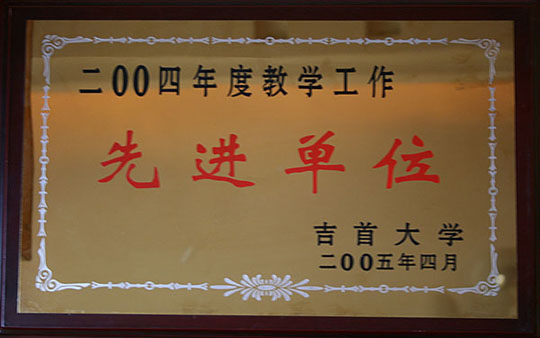 二00四年度教学工作
先进单位
吉首大学
二00五年四月